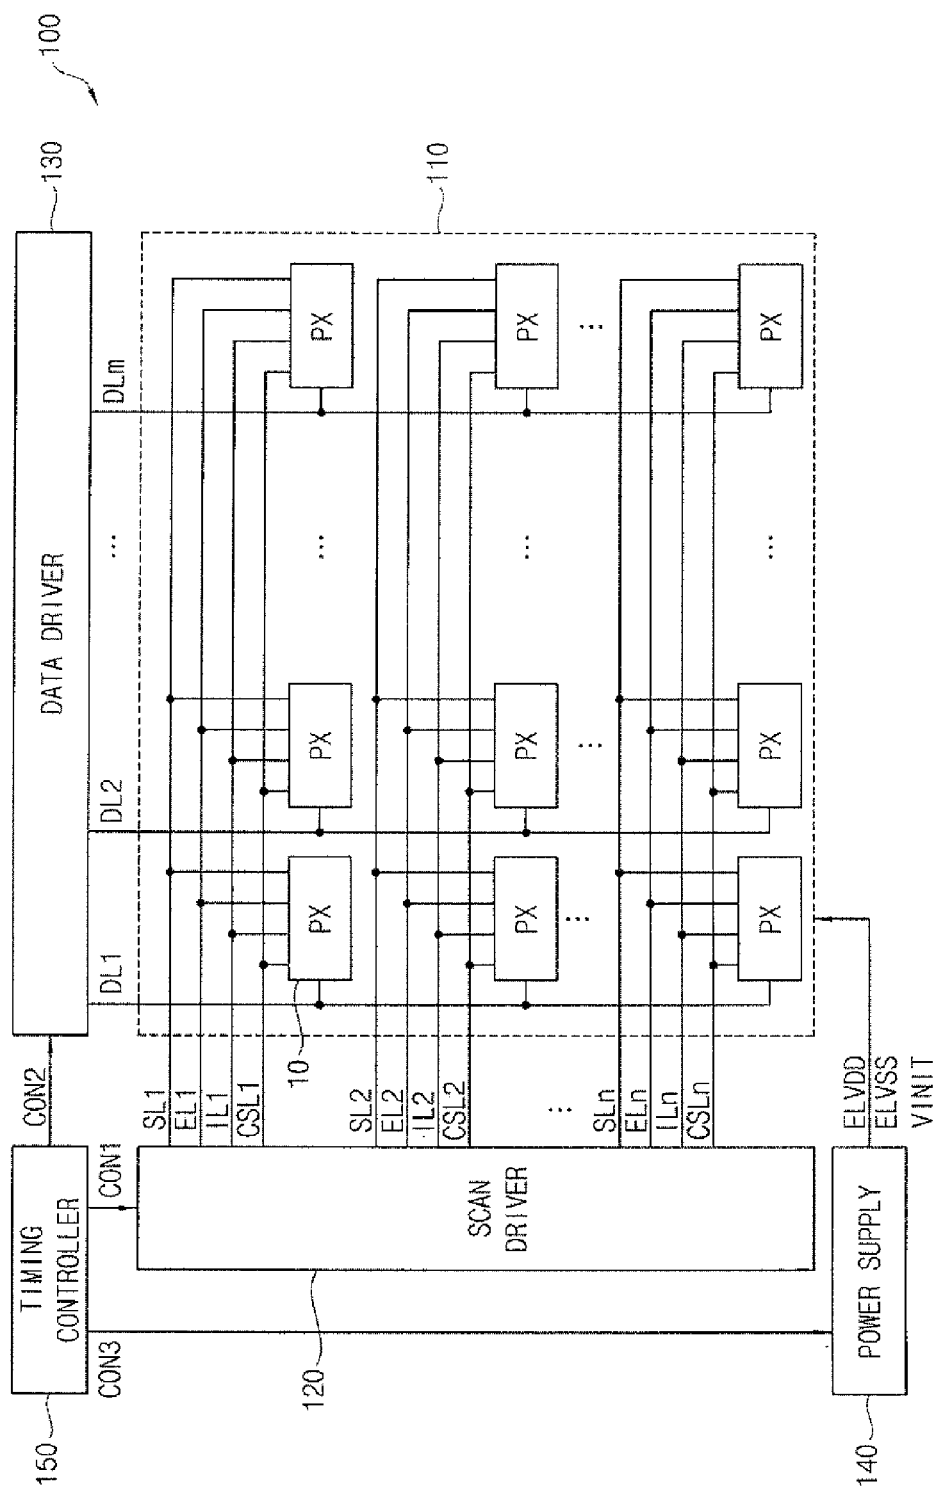 100
150
TIMING
CONTROLLER
CON2
DATA DRIVER
130
CON3
CON1
DL1
DL2
...
DLm
110
120
SCAN
DRIVER
SL1
EL1
IL1
CSL1
10
PX
PX
...
PX
SL2
EL2
IL2
CSL2
PX
PX
...
PX
...
...
...
...
SLn
ELn
ILn
CSLn
PX
PX
...
PX
140
POWER SUPPLY
ELVDD
ELVSS
VINIT